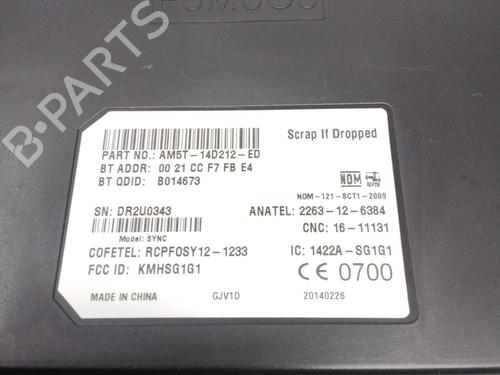 Scrap If Dropped
PART NO.: AM5T-14D212-ED
BT ADDR: 00 21 CC F7 FB E4
BT QDID: B014673
NOM
NYCE
NOM-121-SCT1-2009
SN: DR2U0343
ANATEL: 2263-12-6384
Model: SYNC
CNC: 16-11131
COFETEL: RCPFOSY12-1233
IC: 1422A-SG1G1
FCC ID: KMHSG1G1
CE 0700
MADE IN CHINA
GJV1D
20140226
B-PARTS